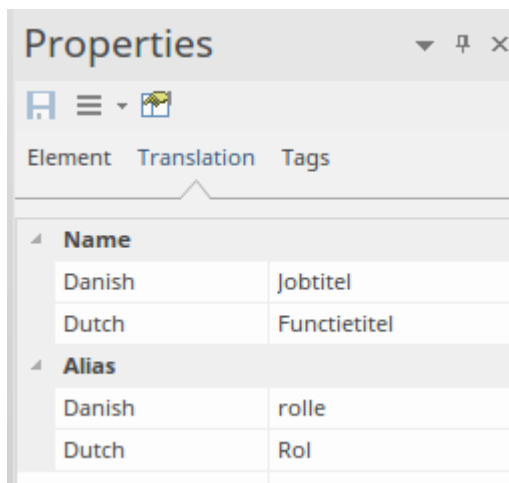 Properties
Element Translation Tags
Name
Danish Jobtitel
Dutch Functietitel
Alias
Danish rolle
Dutch Rol